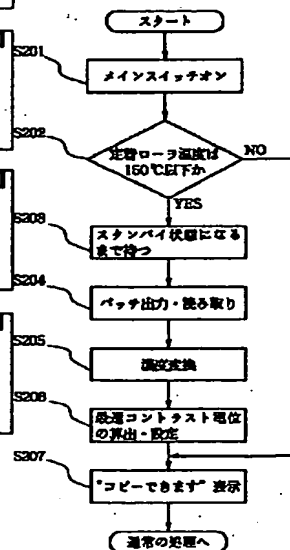 スタート
S201
メインスイッチオン
S202
定着ローラ温度は
150℃以下か
NO
YES
S203
スタンバイ状態になる
まで待つ
S204
パッチ出力・読み取り
S205
濃度変換
S206
最適コントラスト電位
の算出・設定
S207
"コピーできます" 表示
通常の処理へ